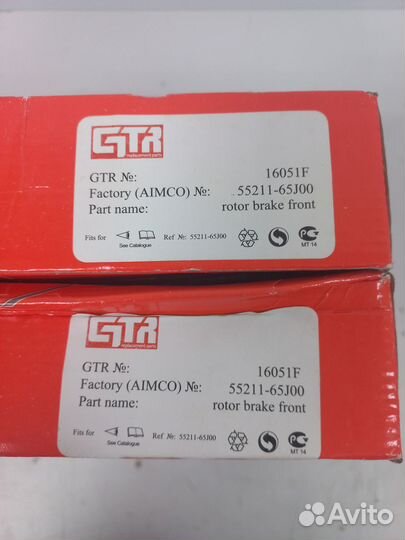 GTR
replacement parts
GTR №: 16051F
Factory (AIMCO) №: 55211-65J00
Part name: rotor brake front
Fits for See Catalogue Ref №: 55211-65J00 MT 14
GTR
replacement parts
GTR №: 16051F
Factory (AIMCO) №: 55211-65J00
Part name: rotor brake front
Fits for See Catalogue Ref №: 55211-65J00 MT 14
Avito